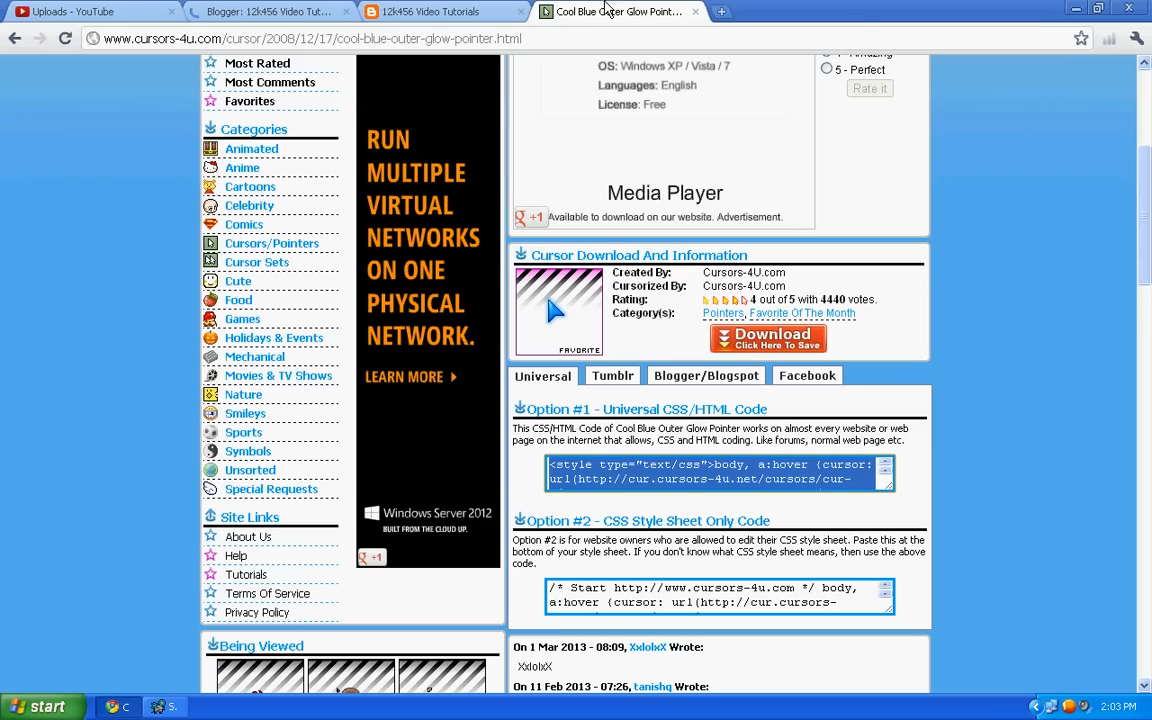 Uploads - YouTube
Blogger: 12k456 Video Tut...
12k456 Video Tutorials
Cool Blue Outer Glow Point...
www.cursors-4u.com/cursor/2008/12/17/cool-blue-outer-glow-pointer.html
Most Rated
Most Comments
Favorites
Categories
Animated
Anime
Cartoons
Celebrity
Comics
Cursors/Pointers
Cursor Sets
Cute
Food
Games
Holidays & Events
Mechanical
Movies & TV Shows
Nature
Smileys
Sports
Symbols
Unsorted
Special Requests
Site Links
About Us
Help
Tutorials
Terms Of Service
Privacy Policy
Being Viewed
RUN
MULTIPLE
VIRTUAL
NETWORKS
ON ONE
PHYSICAL
NETWORK.
LEARN MORE
Windows Server 2012
BUILT FROM THE CLOUD UP.
+1
OS: Windows XP / Vista / 7
Languages: English
License: Free
Media Player
+1
Available to download on our website. Advertisement.
5 - Perfect
Rate it
Cursor Download And Information
Created By: Cursors-4U.com
Cursorized By: Cursors-4U.com
Rating: 4 out of 5 with 4440 votes.
Category(s): Pointers, Favorite Of The Month
FAVORITE
Download
Click Here To Save
Universal
Tumblr
Blogger/Blogspot
Facebook
Option #1 - Universal CSS/HTML Code
This CSS/HTML Code of Cool Blue Outer Glow Pointer works on almost every website or web
page on the internet that allows, CSS and HTML coding. Like forums, normal web page etc.
<style type="text/css">body, a:hover {cursor:
url(http://cur.cursors-4u.net/cursors/cur-
Option #2 - CSS Style Sheet Only Code
Option #2 is for website owners who are allowed to edit their CSS style sheet. Paste this at the
bottom of your style sheet. If you don't know what CSS style sheet means, then use the above
code.
/* Start http://www.cursors-4u.com */ body,
a:hover {cursor: url(http://cur.cursors-
On 1 Mar 2013 - 08:09, XxlolxX Wrote:
XxlolxX
On 11 Feb 2013 - 07:26, tanishq Wrote:
start
C
S.
2:03 PM